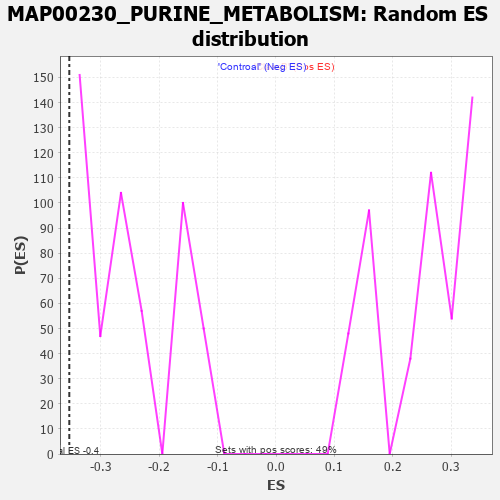 MAP00230_PURINE_METABOLISM: Random ES
distribution
'Controal' (Neg ES) os ES)
150
140
130
120
110
100
90
80
70
60
50
40
30
20
10
0
P(ES)
al ES -0.4
Sets with pos scores: 49%
-0.3 -0.2 -0.1 0.0 0.1 0.2 0.3
ES